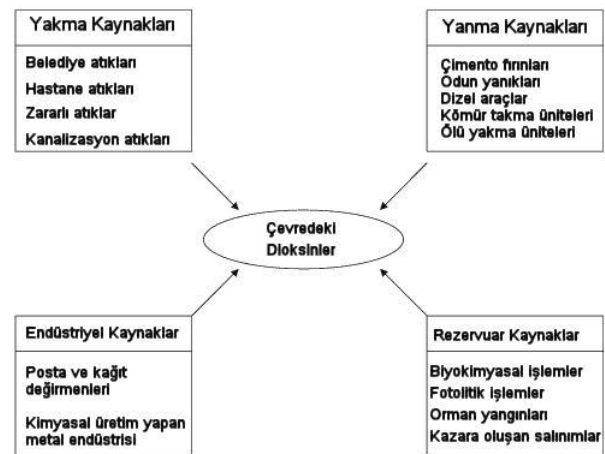 Yakma Kaynakları
Belediye atıkları
Hastane atıkları
Zararlı atıklar
Kanalizasyon atıkları
Yanma Kaynakları
Çimento fırınları
Odun yanıkları
Dizel araçlar
Kömür takma üniteleri
Ölü yakma üniteleri
Çevredeki
Dioksinler
Endüstriyel Kaynaklar
Posta ve kağıt
değirmenleri
Kimyasal üretim yapan
metal endüstrisi
Rezervuar Kaynaklar
Biyokimyasal işlemler
Fotolitik işlemler
Orman yangınları
Kazara oluşan salınımlar